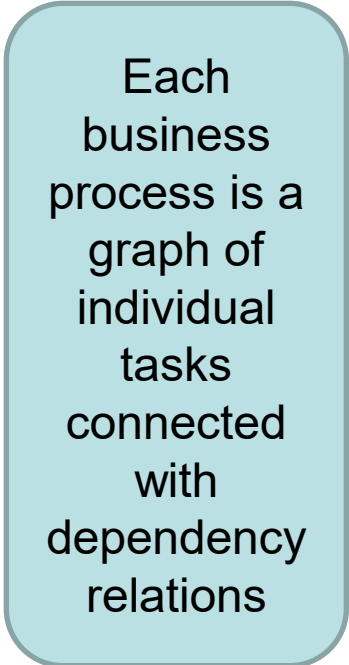 Each
business
process is a
graph of
individual
tasks
connected
with
dependency
relations